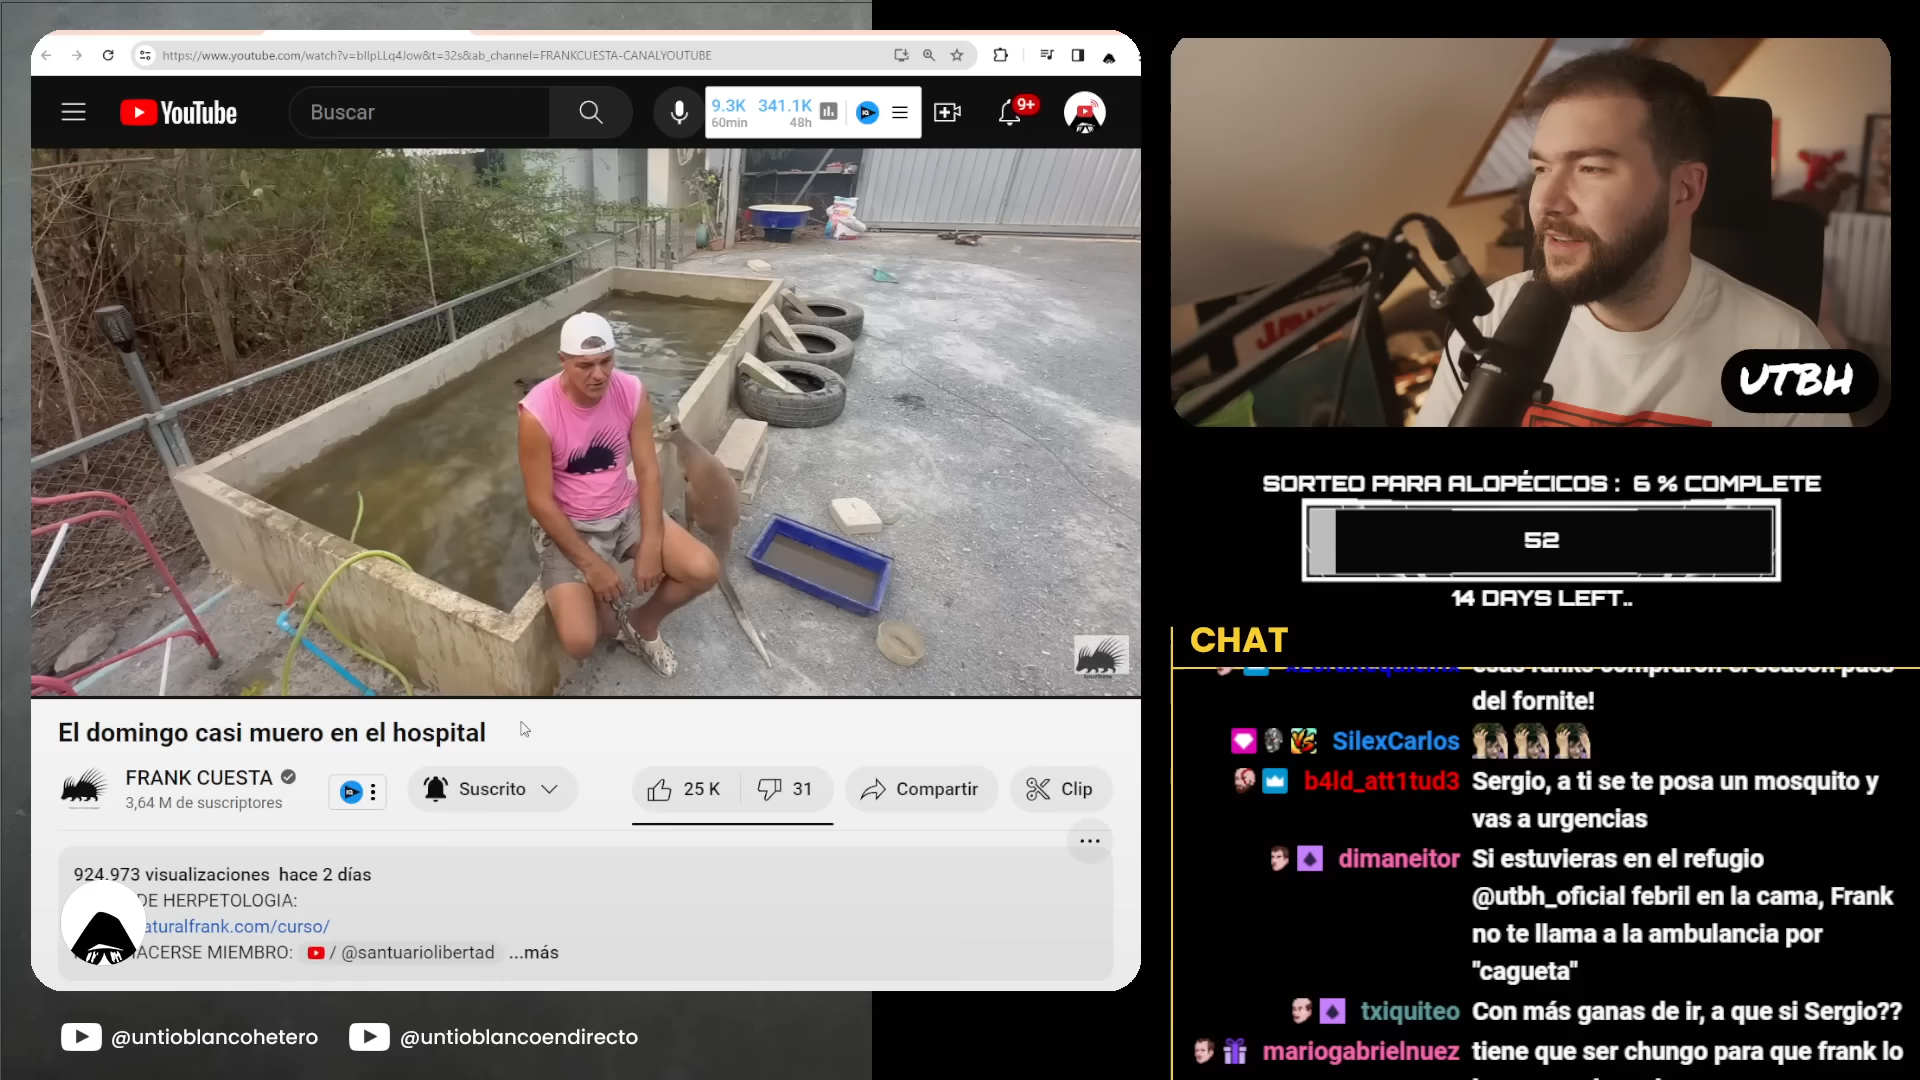 https://www.youtube.com/watch?v=bIlpLLq4Jow&t=32s&ab_channel=FRANKCUESTA-CANALYOUTUBE
YouTube
Buscar
9.3K 341.1K
60min 48h
9+
El domingo casi muero en el hospital
FRANK CUESTA
3,64 M de suscriptores
Suscrito
25 K
31
Compartir
Clip
924.973 visualizaciones hace 2 días
DE HERPETOLOGIA:
aturalfrank.com/curso/
ACERSE MIEMBRO: / @santuariolibertad ...más
@untioblancohetero
@untioblancoendirecto
UTBH
SORTEO PARA ALOPÉCICOS : 6 % COMPLETE
52
14 DAYS LEFT..
CHAT
del fornite!
SilexCarlos
b4ld_att1tud3 Sergio, a ti se te posa un mosquito y
vas a urgencias
dimaneitor Si estuvieras en el refugio
@utbh_oficial febril en la cama, Frank
no te llama a la ambulancia por
"cagueta"
txiquiteo Con más ganas de ir, a que si Sergio??
mariogabrielnuez tiene que ser chungo para que frank lo